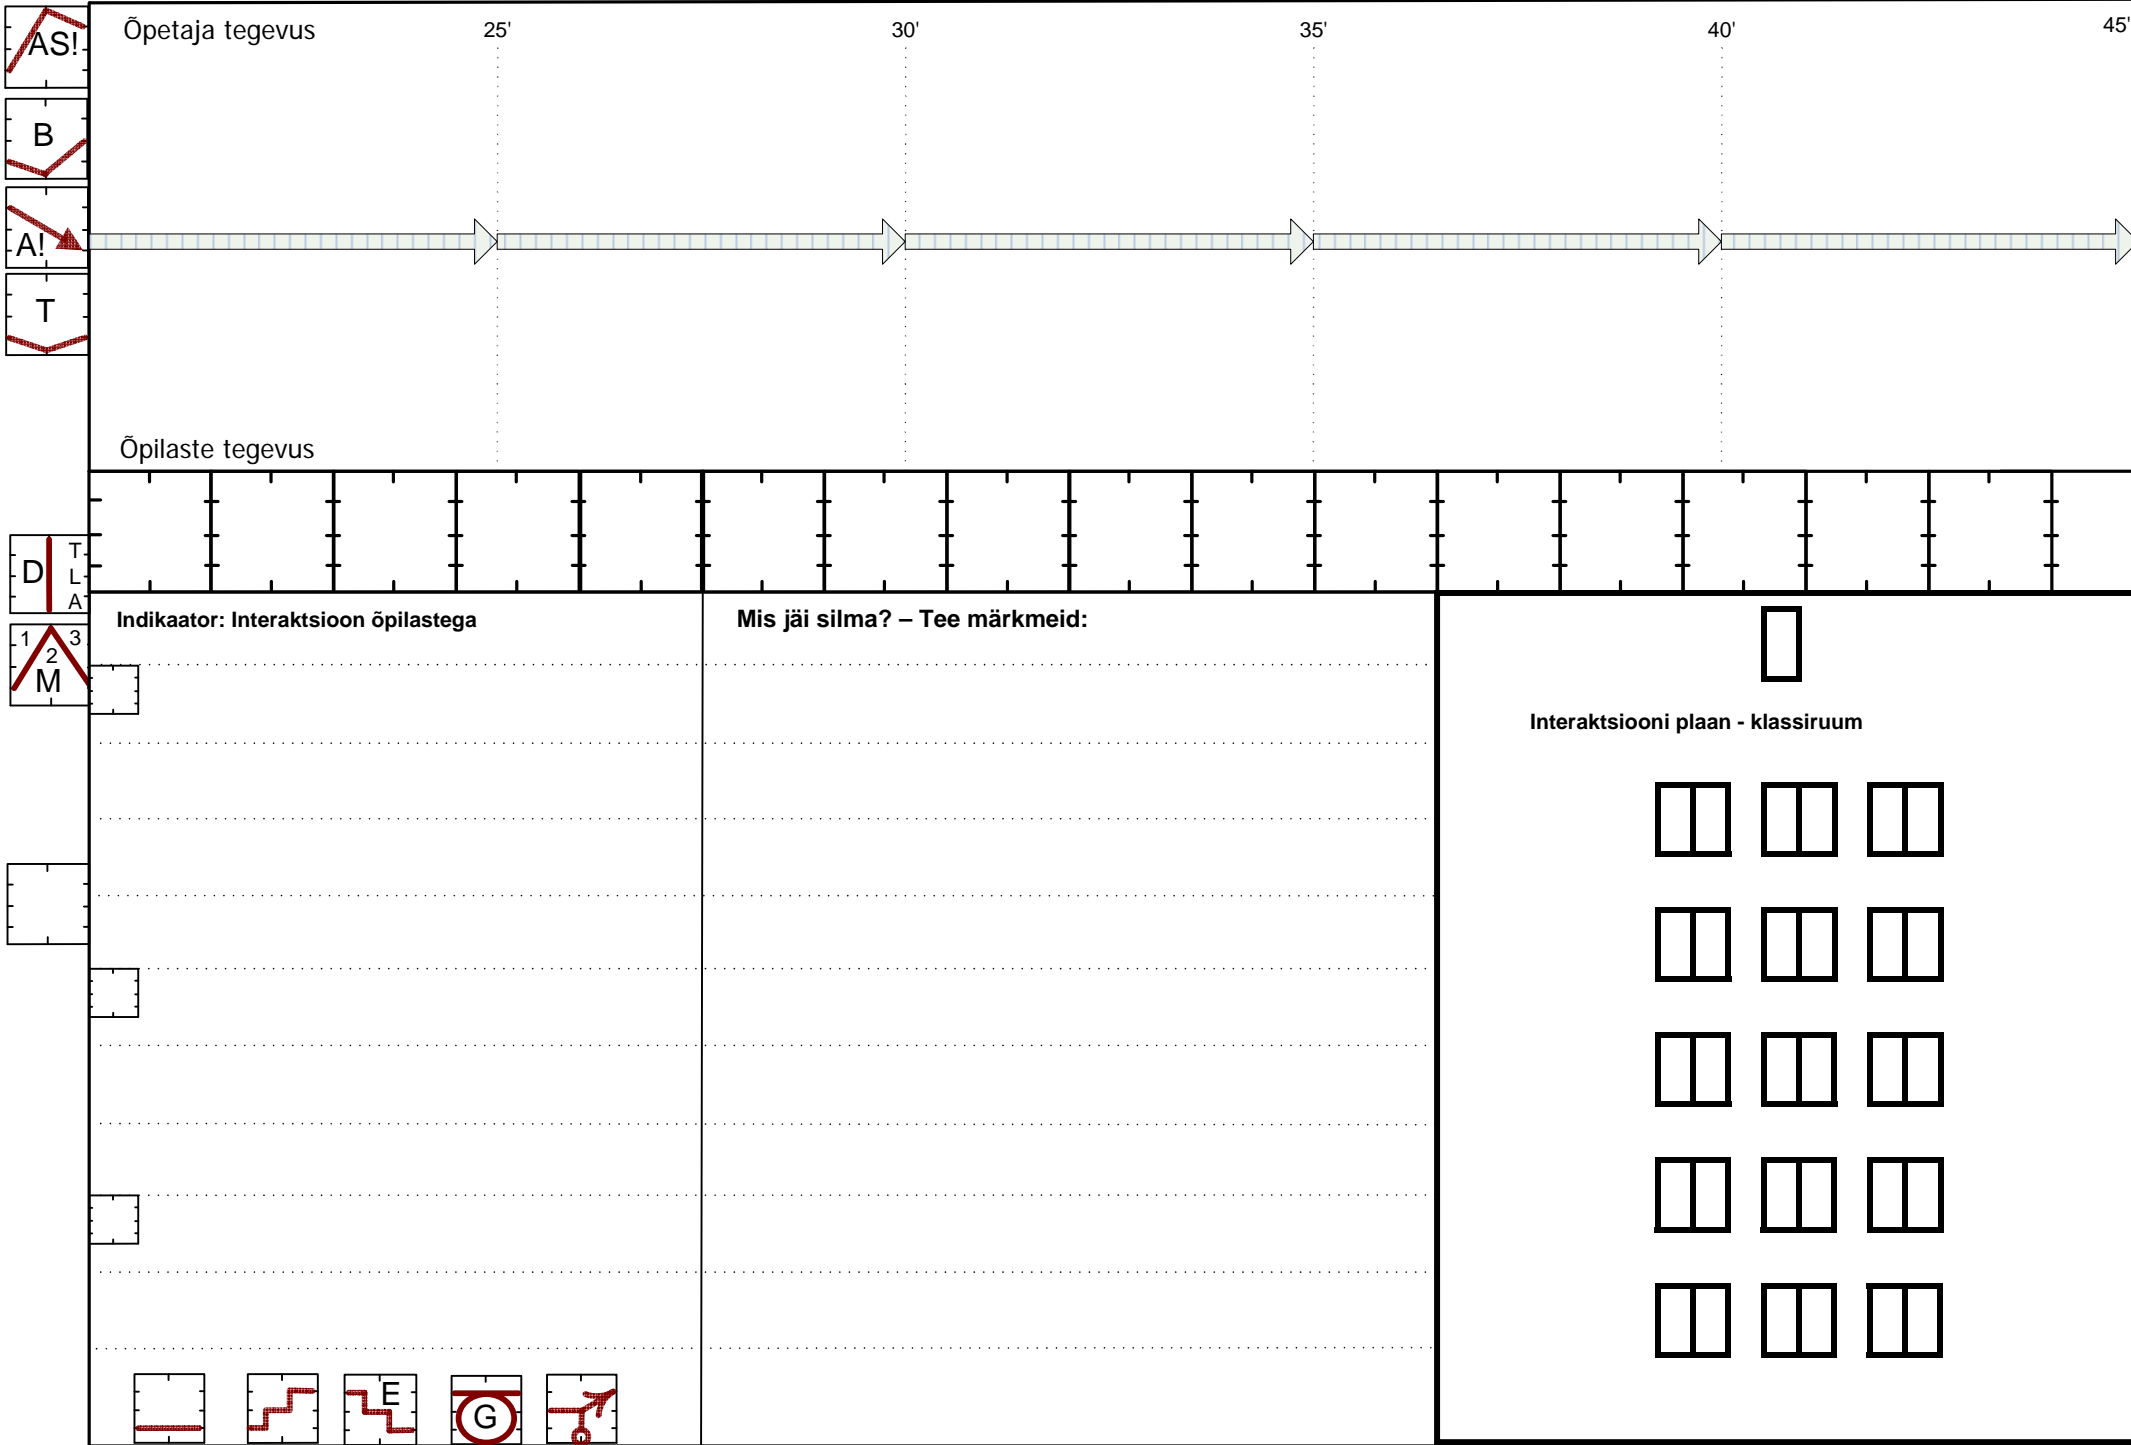 AS!
Õpetaja tegevus 25' 30' 35' 40' 45'
B
A!
T
Õpilaste tegevus
D T
L
A
Indikaator: Interaktsioon õpilastega
Mis jäi silma? – Tee märkmeid:
1 2 3
M
Interaktsiooni plaan - klassiruum
E
G